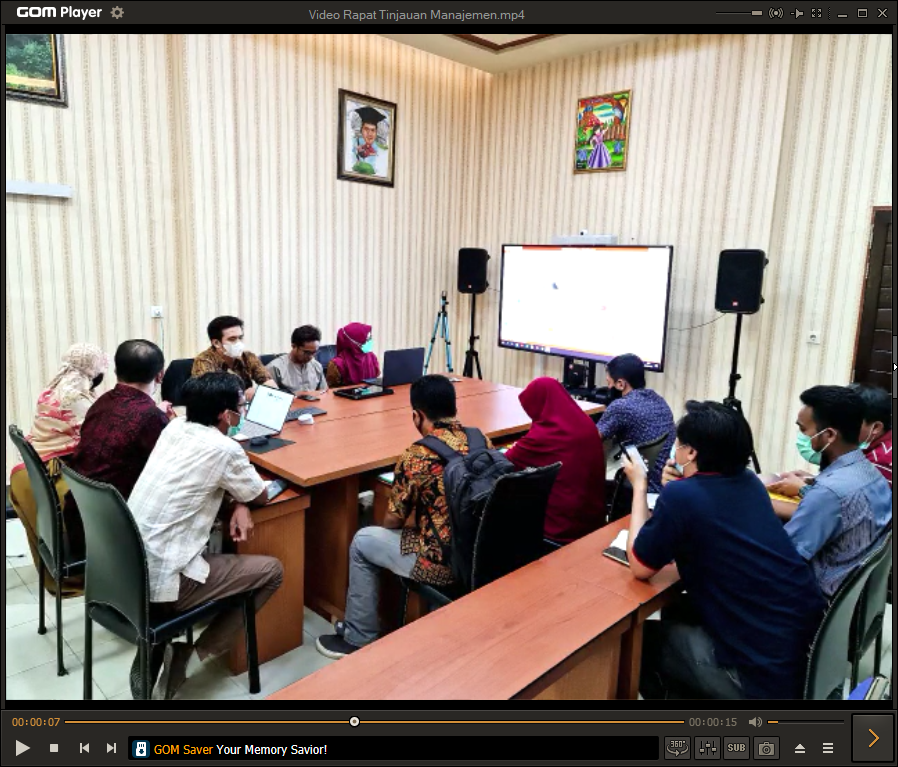 GOM Player
Video Rapat Tinjauan Manajemen.mp4
00:00:07
00:00:15
GOM Saver Your Memory Savior!
360°
SUB